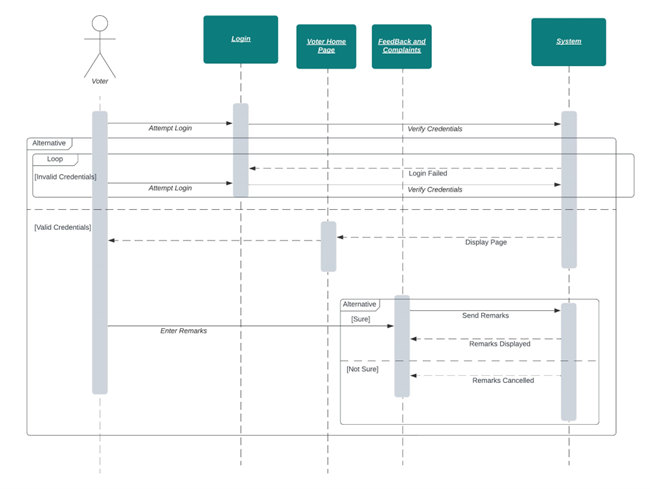 Login
Voter Home
Page
FeedBack and
Complaints
System
Voter
Attempt Login
Verify Credentials
Alternative
Loop
[Invalid Credentials]
Login Failed
Attempt Login
Verify Credentials
[Valid Credentials]
Display Page
Alternative
[Sure]
Send Remarks
Enter Remarks
Remarks Displayed
[Not Sure]
Remarks Cancelled